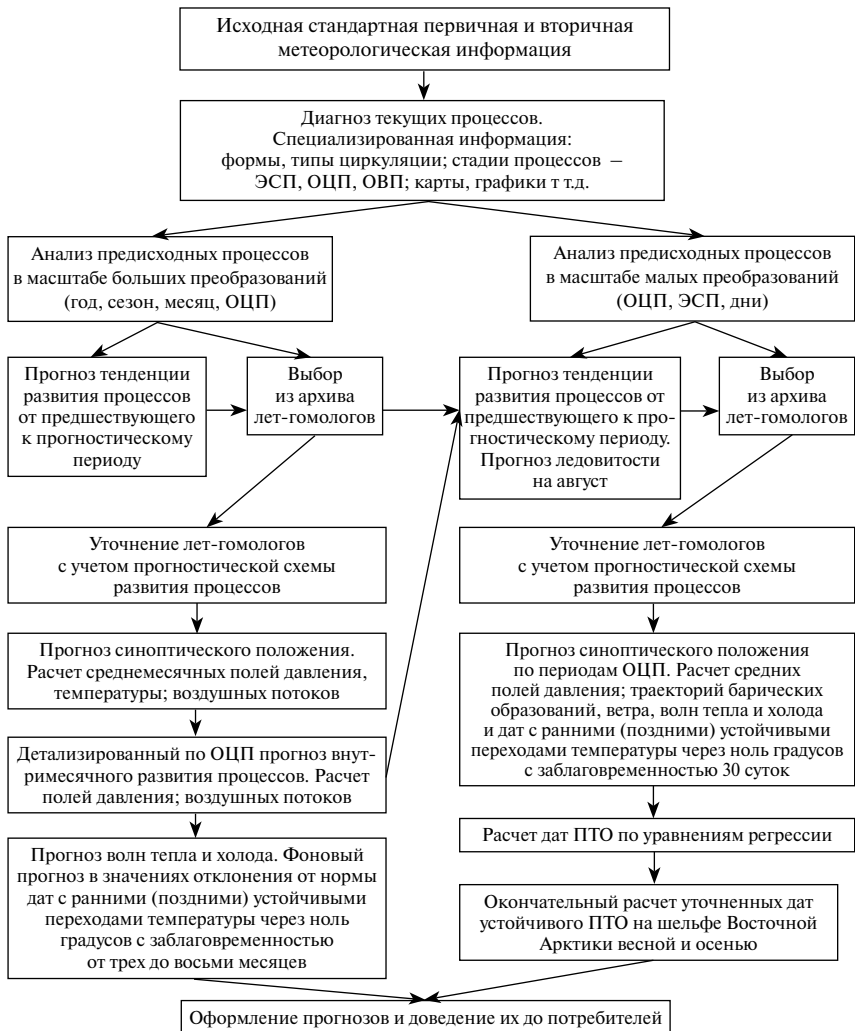 Исходная стандартная первичная и вторичная
метеорологическая информация
Диагноз текущих процессов.
Специализированная информация:
формы, типы циркуляции; стадии процессов –
ЭСП, ОЦП, ОВП; карты, графики т т.д.
Анализ предисходных процессов
в масштабе больших преобразований
(год, сезон, месяц, ОЦП)
Анализ предисходных процессов
в масштабе малых преобразований
(ОЦП, ЭСП, дни)
Прогноз тенденции
развития процессов
от предшествующего
к прогностическому
периоду
Выбор
из архива
лет-гомологов
Прогноз тенденции
развития процессов от
предшествующего к про-
гностическому периоду.
Прогноз ледовитости
на август
Выбор
из архива
лет-гомологов
Уточнение лет-гомологов
с учетом прогностической схемы
развития процессов
Прогноз синоптического положения.
Расчет среднемесячных полей давления,
температуры; воздушных потоков
Детализированный по ОЦП прогноз внут-
римесячного развития процессов. Расчет
полей давления; воздушных потоков
Прогноз волн тепла и холода. Фоновый
прогноз в значениях отклонения от нормы
дат с ранними (поздними) устойчивыми
переходами температуры через ноль
градусов с заблаговременностью
от трех до восьми месяцев
Уточнение лет-гомологов
с учетом прогностической схемы
развития процессов
Прогноз синоптического положения
по периодам ОЦП. Расчет средних
полей давления; траекторий барических
образований, ветра, волн тепла и холода
и дат с ранними (поздними) устойчивыми
переходами температуры через ноль градусов
с заблаговременностью 30 суток
Расчет дат ПТО по уравнениям регрессии
Окончательный расчет уточненных дат
устойчивого ПТО на шельфе Восточной
Арктики весной и осенью
Оформление прогнозов и доведение их до потребителей